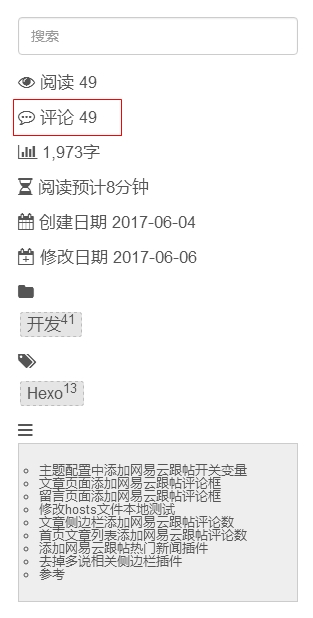 搜索
阅读 49
评论 49
1,973字
阅读预计8分钟
创建日期 2017-06-04
修改日期 2017-06-06
开发41
Hexo13
主题配置中添加网易云跟帖开关变量
文章页面添加网易云跟帖评论框
留言页面添加网易云跟帖评论框
修改hosts文件本地测试
文章侧边栏添加网易云跟帖评论数
首页文章列表添加网易云跟帖评论数
添加网易云跟帖热门新闻插件
去掉多说相关侧边栏插件
参考